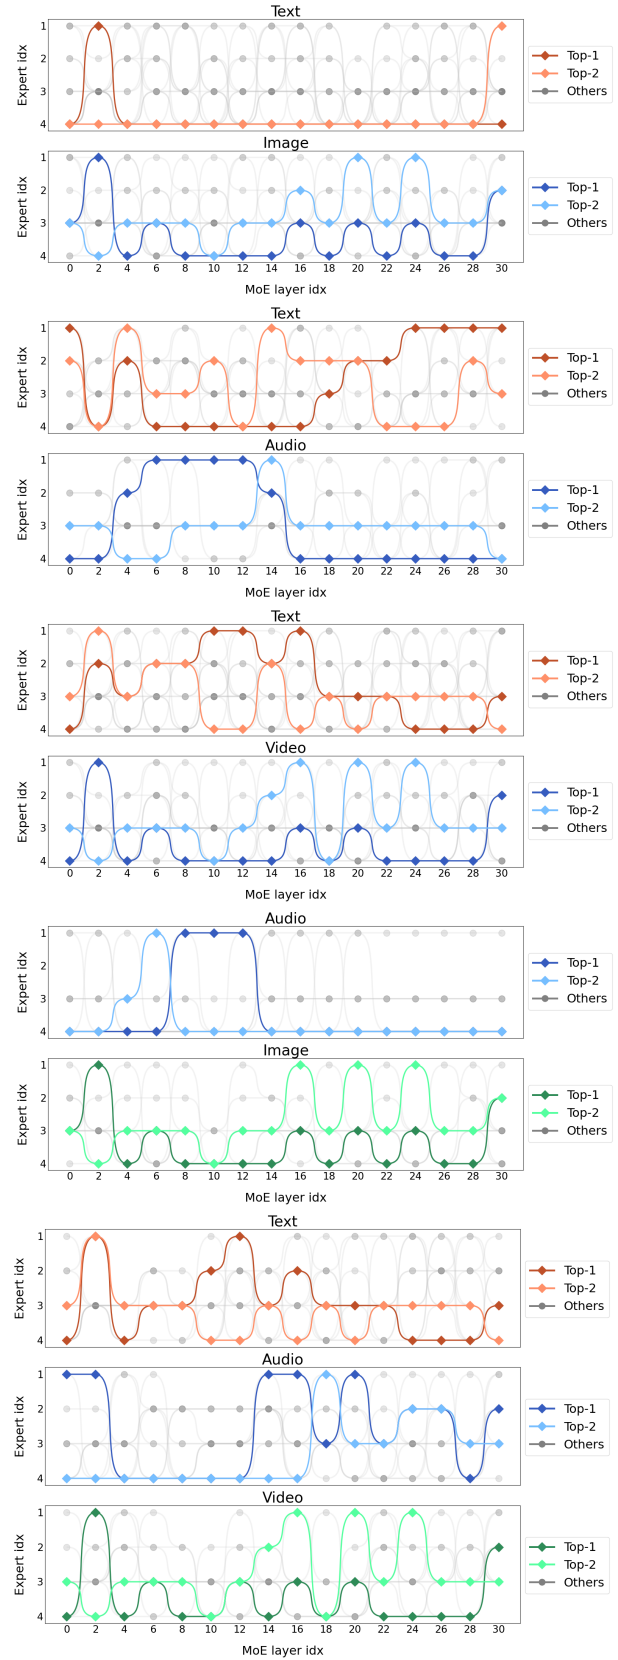 Text
Expert idx
1
2
3
4
Top-1
Top-2
Others
Image
Expert idx
1
2
3
4
Top-1
Top-2
Others
0 2 4 6 8 10 12 14 16 18 20 22 24 26 28 30
MoE layer idx
Text
Expert idx
1
2
3
4
Top-1
Top-2
Others
Audio
Expert idx
1
2
3
4
Top-1
Top-2
Others
0 2 4 6 8 10 12 14 16 18 20 22 24 26 28 30
MoE layer idx
Text
Expert idx
1
2
3
4
Top-1
Top-2
Others
Video
Expert idx
1
2
3
4
Top-1
Top-2
Others
0 2 4 6 8 10 12 14 16 18 20 22 24 26 28 30
MoE layer idx
Audio
Expert idx
1
2
3
4
Top-1
Top-2
Others
Image
Expert idx
1
2
3
4
Top-1
Top-2
Others
0 2 4 6 8 10 12 14 16 18 20 22 24 26 28 30
MoE layer idx
Text
Expert idx
1
2
3
4
Top-1
Top-2
Others
Audio
Expert idx
1
2
3
4
Top-1
Top-2
Others
Video
Expert idx
1
2
3
4
Top-1
Top-2
Others
0 2 4 6 8 10 12 14 16 18 20 22 24 26 28 30
MoE layer idx